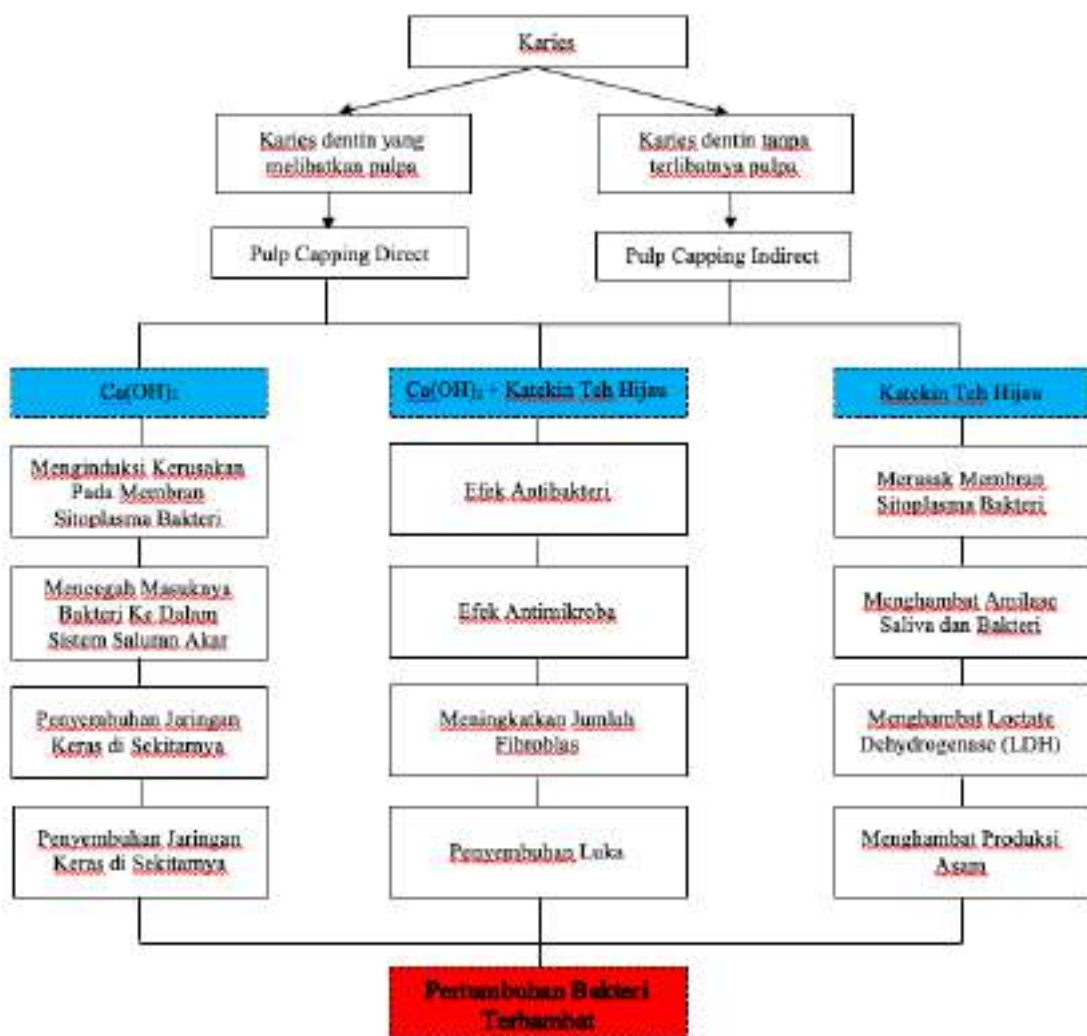 Karies
Karies dentin yang
melibatkan pulpa
Karies dentin tanpa
terlibatnya pulpa
Pulp Capping Direct
Pulp Capping Indirect
Ca(OH)₂
Ca(OH)₂ + Katekin Teh Hijau
Katekin Teh Hijau
Menginduksi Kerusakan
Pada Membran
Sitoplasma Bakteri
Efek Antibakteri
Merusak Membran
Sitoplasma Bakteri
Mencegah Masuknya
Bakteri Ke Dalam
Sistem Saluran Akar
Efek Antimikroba
Menghambat Amilase
Saliva dan Bakteri
Penyembuhan Jaringan
Keras di Sekitarnya
Meningkatkan Jumlah
Fibroblas
Menghambat Lactate
Dehydrogenase (LDH)
Penyembuhan Jaringan
Keras di Sekitarnya
Penyembuhan Luka
Menghambat Produksi
Asam
Pertumbuhan Bakteri
Terhambat